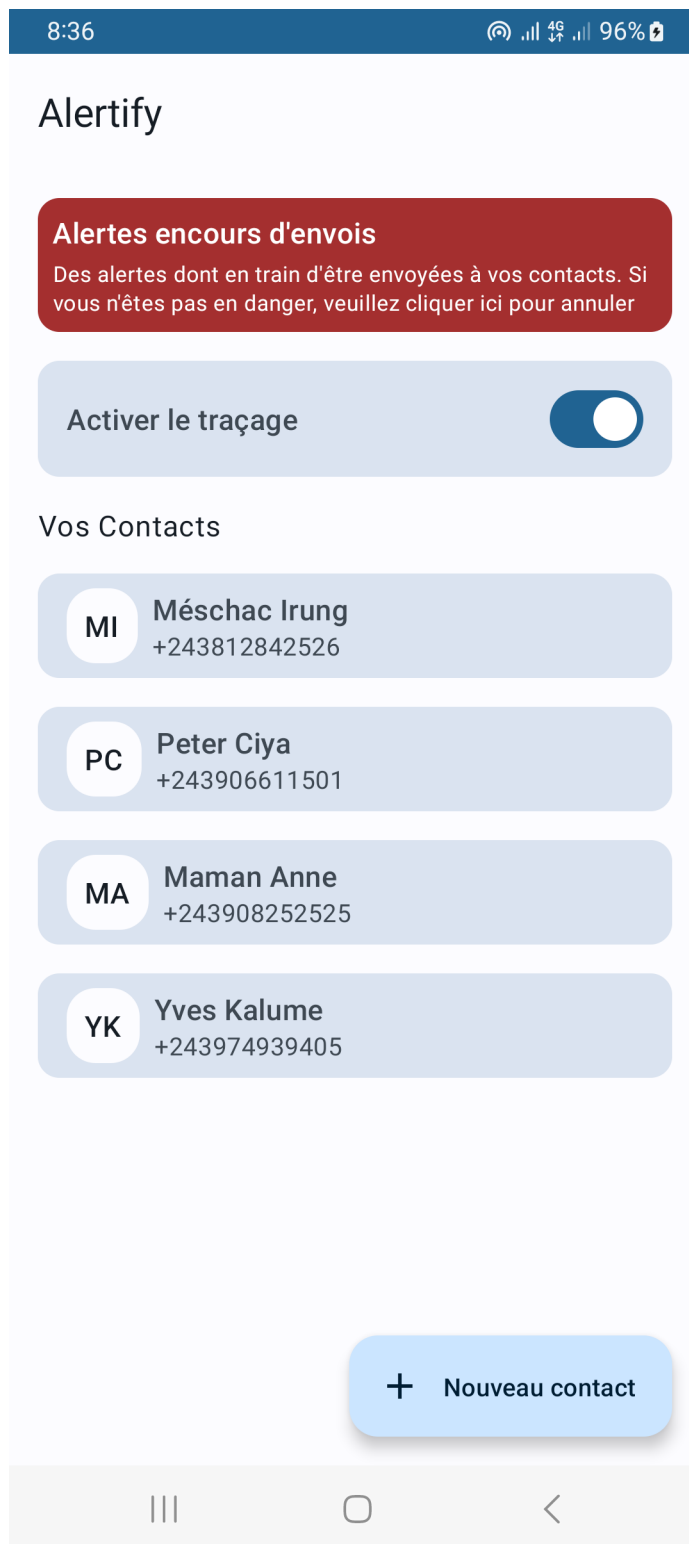 8:36
4G
96%
Alertify
Alertes encours d'envois
Des alertes dont en train d'être envoyées à vos contacts. Si
vous n'êtes pas en danger, veuillez cliquer ici pour annuler
Activer le traçage
Vos Contacts
MI
Méschac Irung
+243812842526
PC
Peter Ciya
+243906611501
MA
Maman Anne
+243908252525
YK
Yves Kalume
+243974939405
+ Nouveau contact